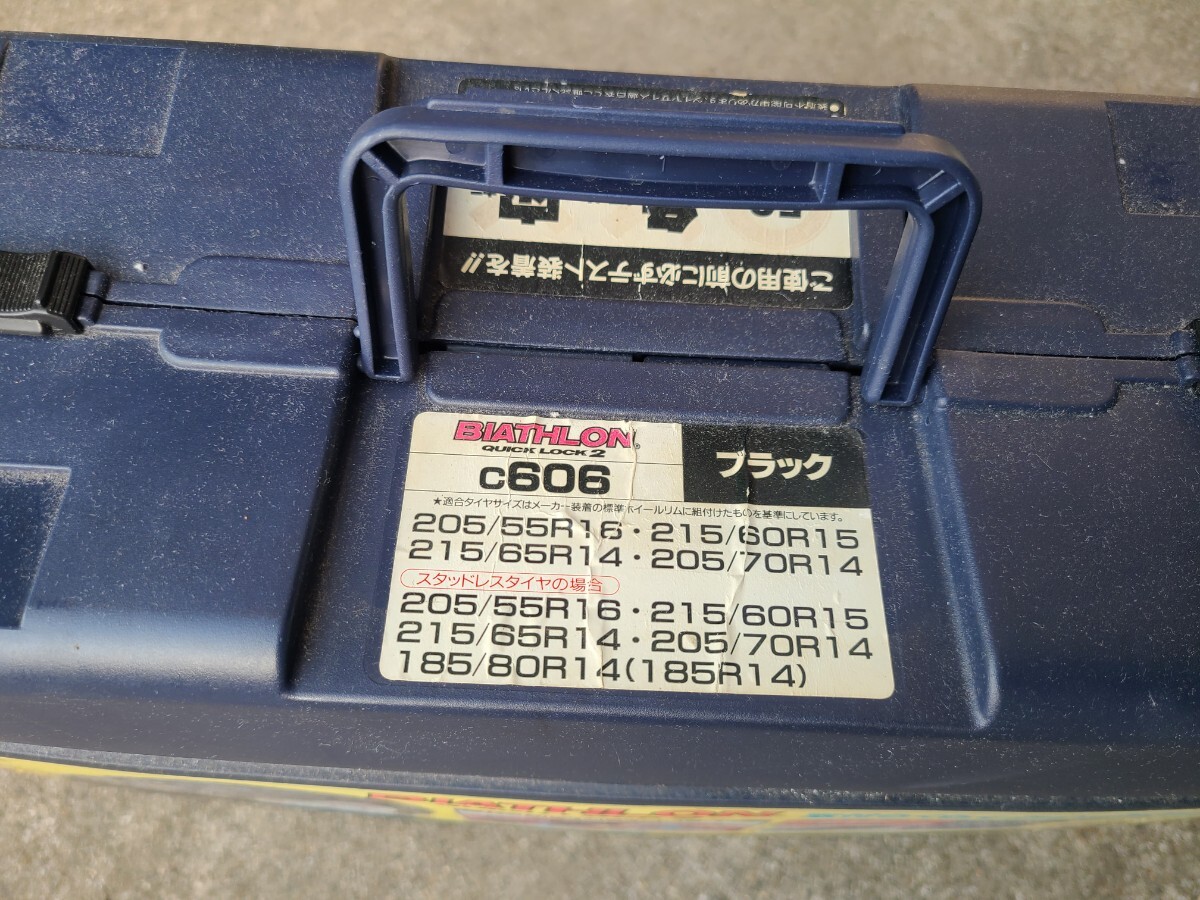 ご使用の前に必ずテスト装着を!!
BIATHLON®
QUICK LOCK 2
c606
ブラック
★適合タイヤサイズはメーカー装着の標準ホイールリムに組付けたものを基準にしています。
205/55R16・215/60R15
215/65R14・205/70R14
スタッドレスタイヤの場合
205/55R16・215/60R15
215/65R14・205/70R14
185/80R14(185R14)